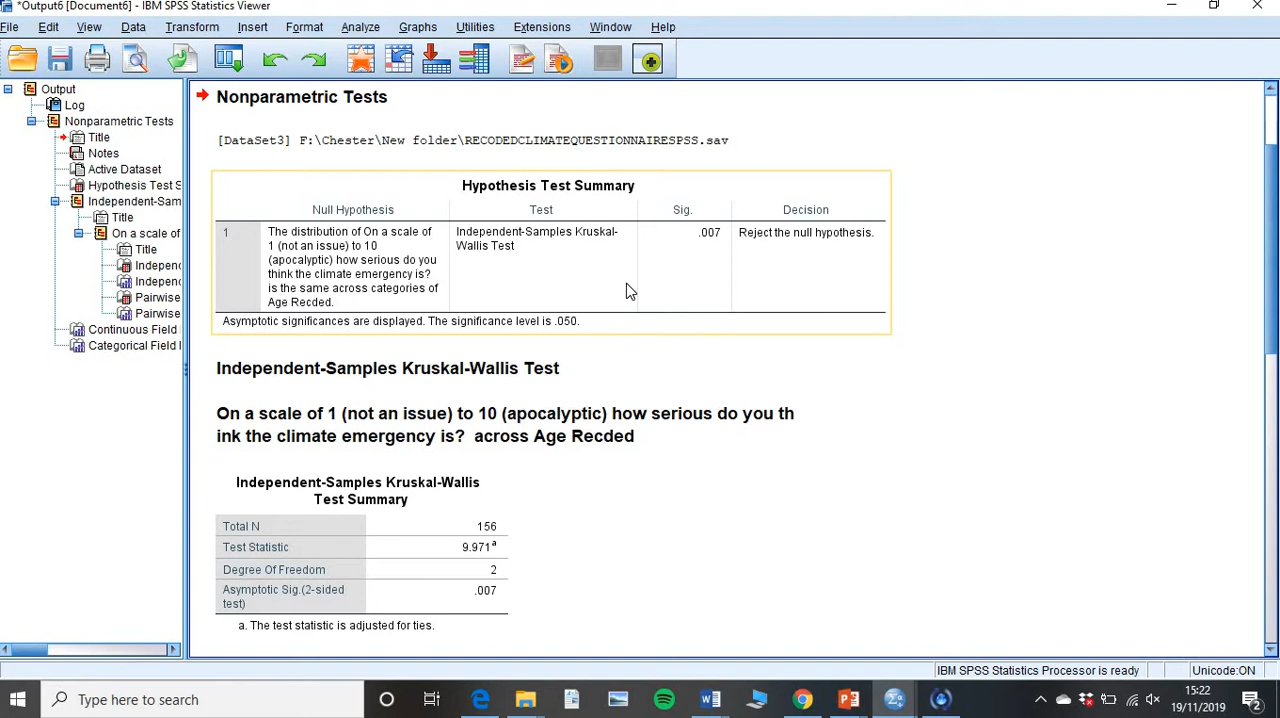 *Output6 [Document6] - IBM SPSS Statistics Viewer
File Edit View Data Transform Insert Format Analyze Graphs Utilities Extensions Window Help
Output
Log
Nonparametric Tests
Title
Notes
Active Dataset
Hypothesis Test S
Independent-Sam
Title
On a scale of
Title
Indepen
Indepen
Pairwise
Pairwise
Continuous Field
Categorical Field
Nonparametric Tests
[DataSet3] F:\Chester\New folder\RECODEDCLIMATEQUESTIONNAIRESPSS.sav
Hypothesis Test Summary
Null Hypothesis Test Sig. Decision
1 The distribution of On a scale of Independent-Samples Kruskal- .007 Reject the null hypothesis.
1 (not an issue) to 10 Wallis Test
(apocalyptic) how serious do you
think the climate emergency is?
is the same across categories of
Age Recded.
Asymptotic significances are displayed. The significance level is .050.
Independent-Samples Kruskal-Wallis Test
On a scale of 1 (not an issue) to 10 (apocalyptic) how serious do you th
ink the climate emergency is? across Age Recded
Independent-Samples Kruskal-Wallis
Test Summary
Total N 156
Test Statistic 9.971a
Degree Of Freedom 2
Asymptotic Sig.(2-sided .007
test)
a. The test statistic is adjusted for ties.
IBM SPSS Statistics Processor is ready Unicode:ON
Type here to search
15:22
19/11/2019
2